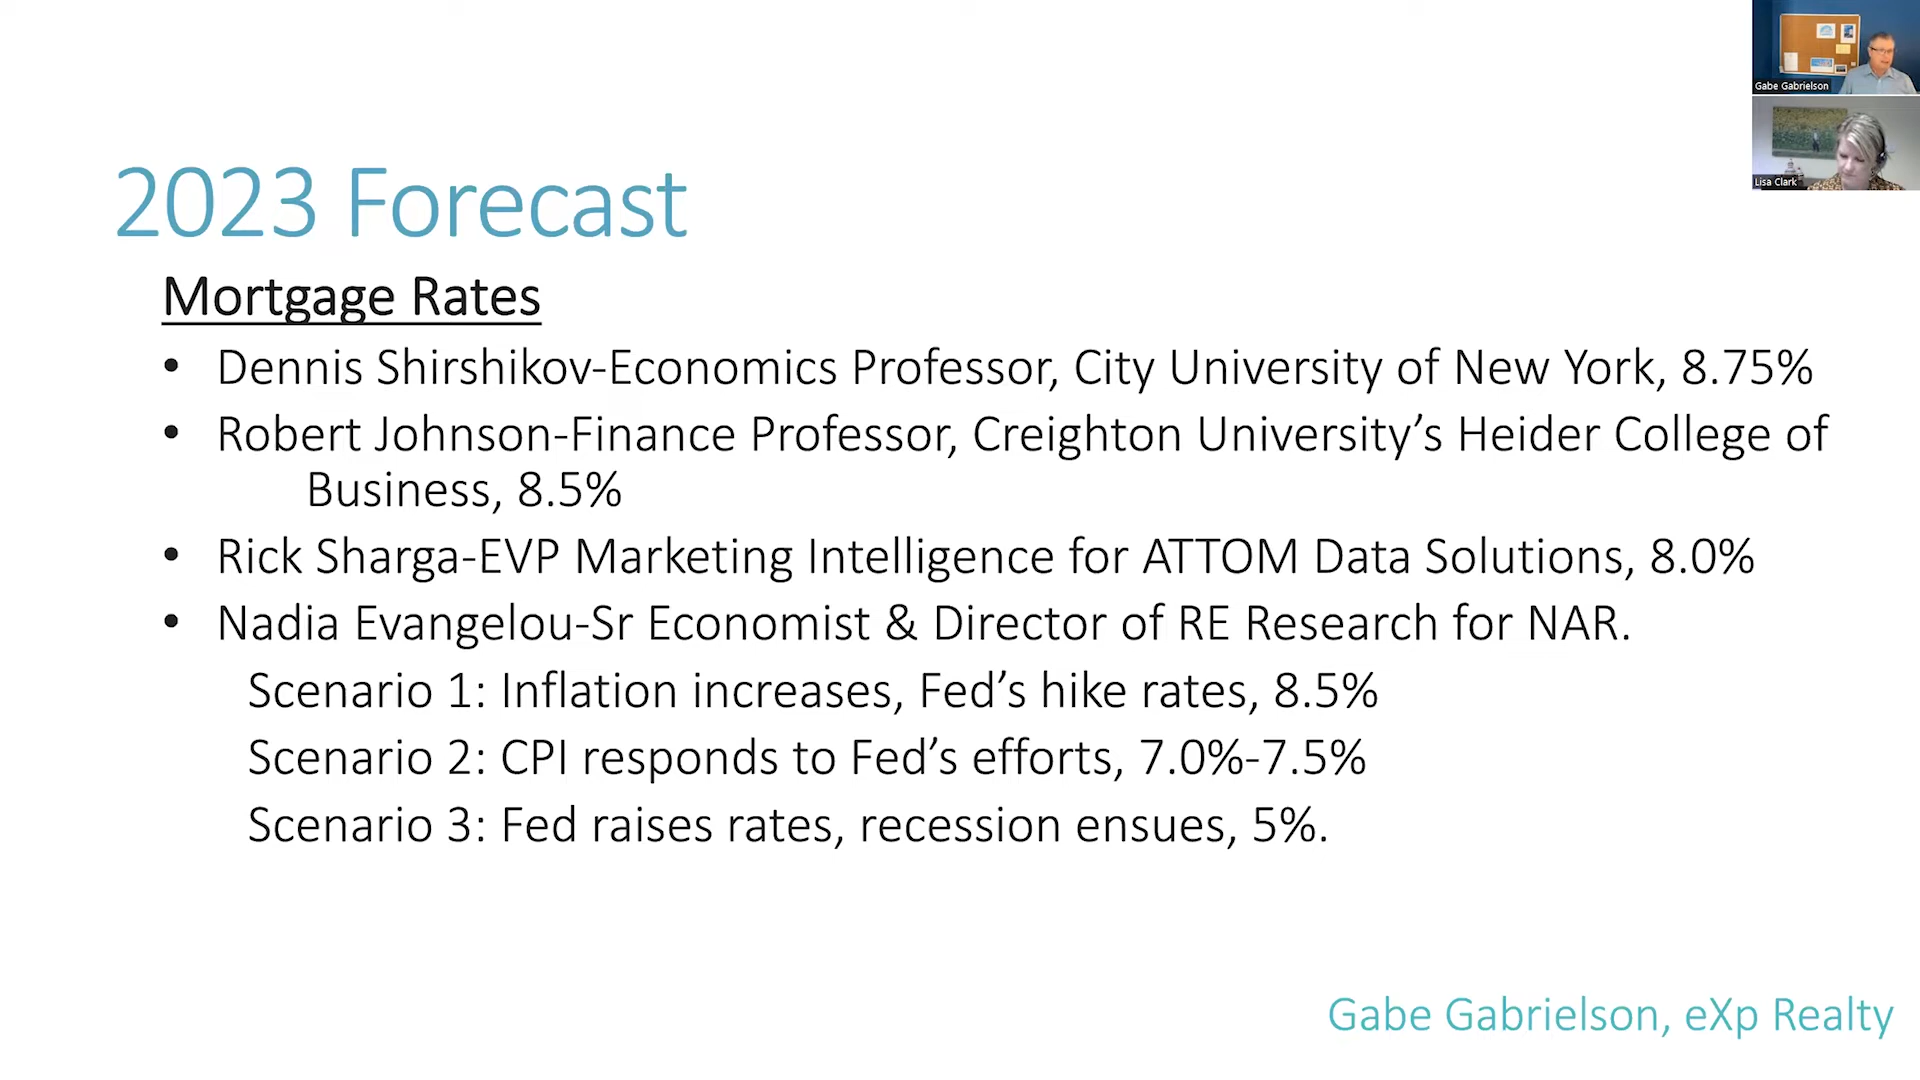 Gabe Gabrielson
Lisa Clark
2023 Forecast
Mortgage Rates
• Dennis Shirshikov-Economics Professor, City University of New York, 8.75%
• Robert Johnson-Finance Professor, Creighton University’s Heider College of
Business, 8.5%
• Rick Sharga-EVP Marketing Intelligence for ATTOM Data Solutions, 8.0%
• Nadia Evangelou-Sr Economist & Director of RE Research for NAR.
Scenario 1: Inflation increases, Fed’s hike rates, 8.5%
Scenario 2: CPI responds to Fed’s efforts, 7.0%-7.5%
Scenario 3: Fed raises rates, recession ensues, 5%.
Gabe Gabrielson, eXp Realty